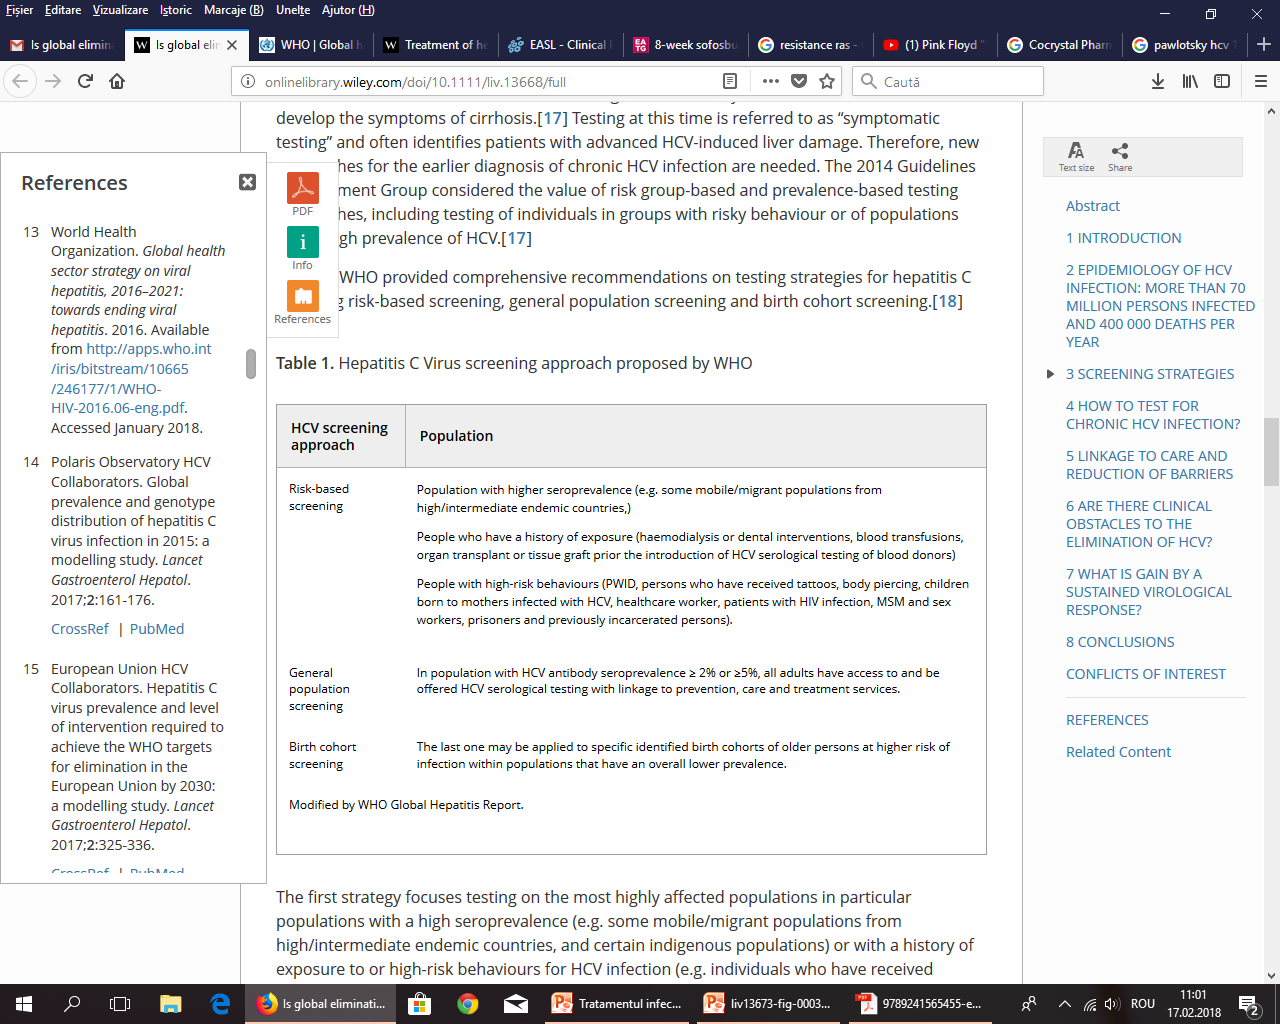 Fișier Editare Vizualizare Istoric Marcaje (B) Unelte Ajutor (H)
Is global elimin
Is global elin
WHO | Global h
Treatment of he
EASL - Clinical
8-week sofosbu
resistance ras -
(1) Pink Floyd "
Cocrystal Pharm
pawlotsky hcv
onlinelibrary.wiley.com/doi/10.1111/liv.13668/full
Caută
References
13 World Health
Organization. Global health
sector strategy on viral
hepatitis, 2016–2021:
towards ending viral
hepatitis. 2016. Available
from http://apps.who.int
/iris/bitstream/10665
/246177/1/WHO-
HIV-2016.06-eng.pdf.
Accessed January 2018.
14 Polaris Observatory HCV
Collaborators. Global
prevalence and genotype
distribution of hepatitis C
virus infection in 2015: a
modelling study. Lancet
Gastroenterol Hepatol.
2017;2:161-176.
CrossRef | PubMed
15 European Union HCV
Collaborators. Hepatitis C
virus prevalence and level
of intervention required to
achieve the WHO targets
for elimination in the
European Union by 2030:
a modelling study. Lancet
Gastroenterol Hepatol.
2017;2:325-336.
CrossRef | PubMed
PDF
Info
References
develop the symptoms of cirrhosis.[17] Testing at this time is referred to as “symptomatic
testing” and often identifies patients with advanced HCV-induced liver damage. Therefore, new
hes for the earlier diagnosis of chronic HCV infection are needed. The 2014 Guidelines
ment Group considered the value of risk group-based and prevalence-based testing
hes, including testing of individuals in groups with risky behaviour or of populations
gh prevalence of HCV.[17]
WHO provided comprehensive recommendations on testing strategies for hepatitis C
g risk-based screening, general population screening and birth cohort screening.[18]
Table 1. Hepatitis C Virus screening approach proposed by WHO
HCV screening
approach
Population
Risk-based
screening
Population with higher seroprevalence (e.g. some mobile/migrant populations from
high/intermediate endemic countries,)
People who have a history of exposure (haemodialysis or dental interventions, blood transfusions,
organ transplant or tissue graft prior the introduction of HCV serological testing of blood donors)
People with high-risk behaviours (PWID, persons who have received tattoos, body piercing, children
born to mothers infected with HCV, healthcare worker, patients with HIV infection, MSM and sex
workers, prisoners and previously incarcerated persons).
General
population
screening
In population with HCV antibody seroprevalence ≥ 2% or ≥5%, all adults have access to and be
offered HCV serological testing with linkage to prevention, care and treatment services.
Birth cohort
screening
The last one may be applied to specific identified birth cohorts of older persons at higher risk of
infection within populations that have an overall lower prevalence.
Modified by WHO Global Hepatitis Report.
The first strategy focuses testing on the most highly affected populations in particular
populations with a high seroprevalence (e.g. some mobile/migrant populations from
high/intermediate endemic countries, and certain indigenous populations) or with a history of
exposure to or high-risk behaviours for HCV infection (e.g. individuals who have received
Text size
Share
Abstract
1 INTRODUCTION
2 EPIDEMIOLOGY OF HCV
INFECTION: MORE THAN 70
MILLION PERSONS INFECTED
AND 400 000 DEATHS PER
YEAR
3 SCREENING STRATEGIES
4 HOW TO TEST FOR
CHRONIC HCV INFECTION?
5 LINKAGE TO CARE AND
REDUCTION OF BARRIERS
6 ARE THERE CLINICAL
OBSTACLES TO THE
ELIMINATION OF HCV?
7 WHAT IS GAIN BY A
SUSTAINED VIROLOGICAL
RESPONSE?
8 CONCLUSIONS
CONFLICTS OF INTEREST
REFERENCES
Related Content
Is global eliminati...
Tratamentul infec...
liv13673-fig-0003...
9789241565455-e...
ROU
11:01
17.02.2018
2